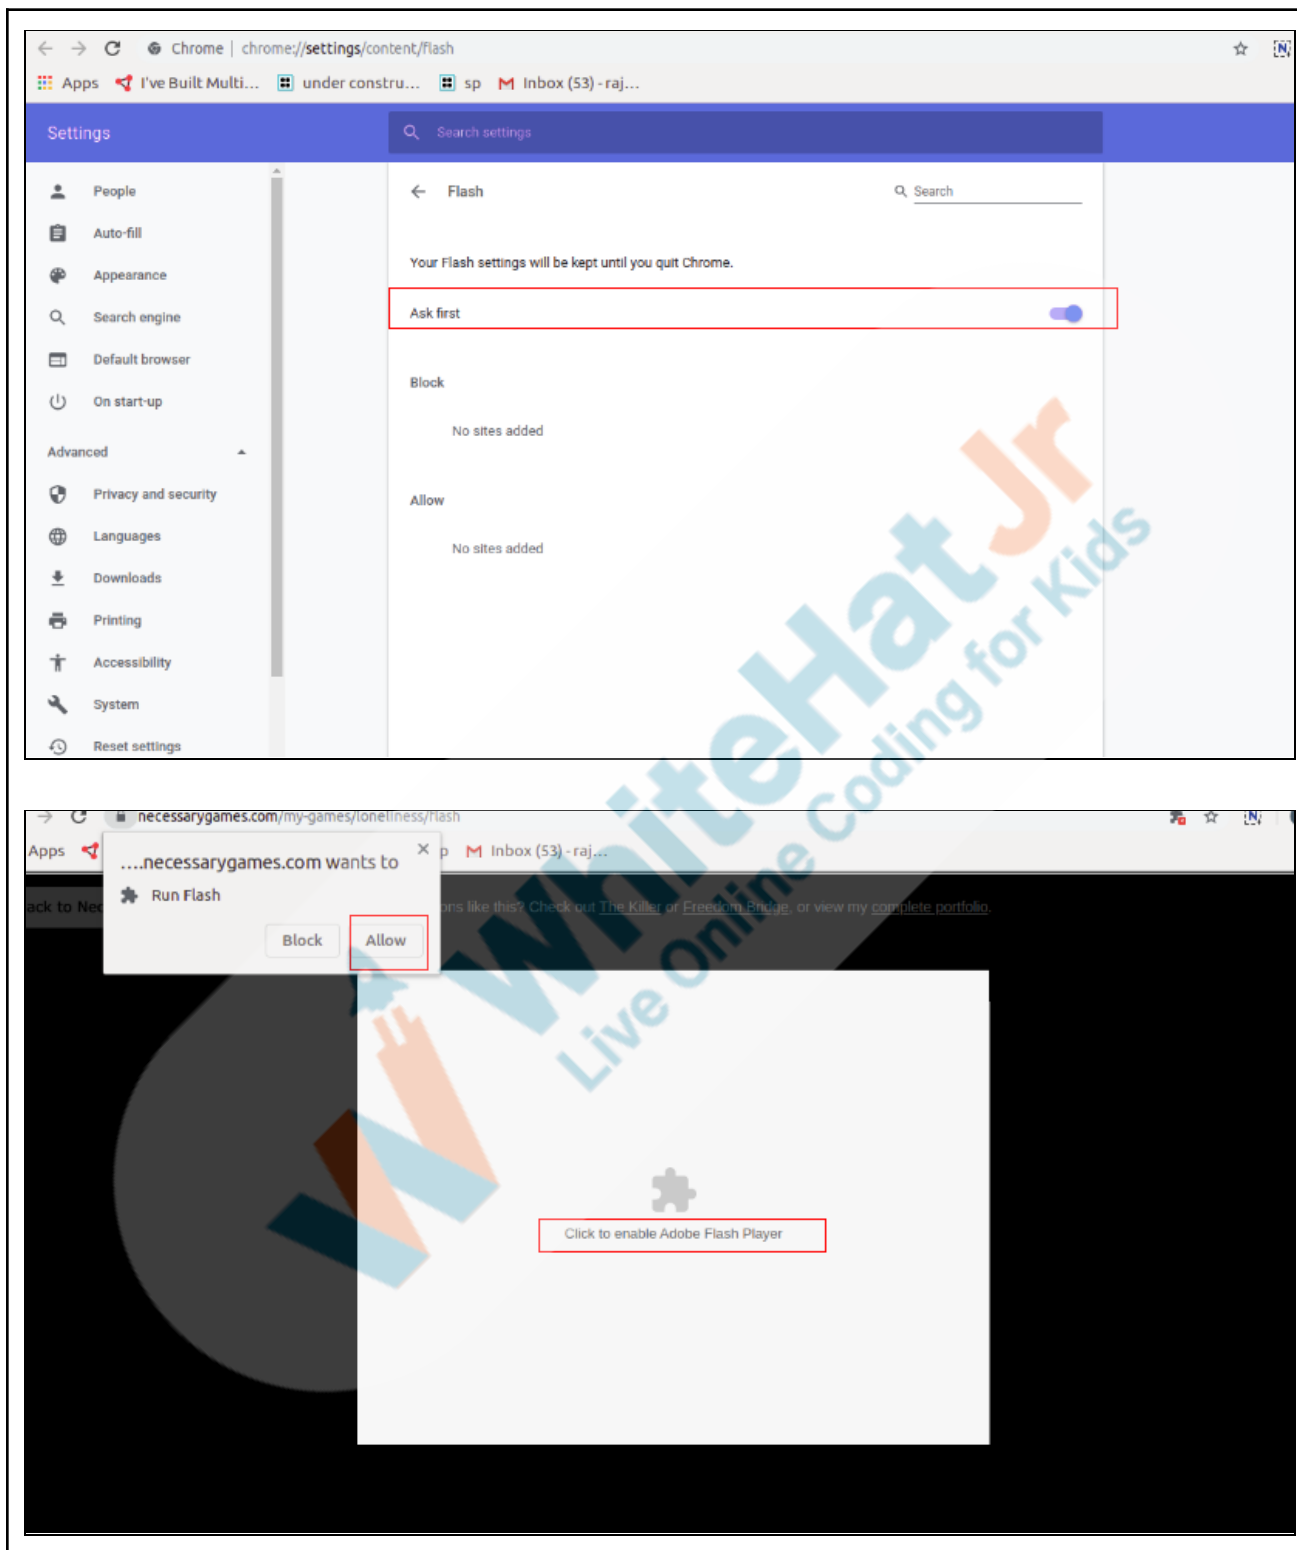 Chrome | chrome://settings/content/flash
Apps I've Built Multi... under constru... sp Inbox (53) - raj...
Settings
Search settings
People
Auto-fill
Appearance
Search engine
Default browser
On start-up
Advanced
Privacy and security
Languages
Downloads
Printing
Accessibility
System
Reset settings
Flash
Search
Your Flash settings will be kept until you quit Chrome.
Ask first
Block
No sites added
Allow
No sites added
necessarygames.com/my-games/loneliness/flash
Apps p Inbox (53) - raj...
....necessarygames.com wants to
Run Flash
Block Allow
ack to Nec ons like this? Check out The Killer or Freedom Bridge, or view my complete portfolio.
Click to enable Adobe Flash Player
WhiteHat Jr
Live Online Coding for Kids